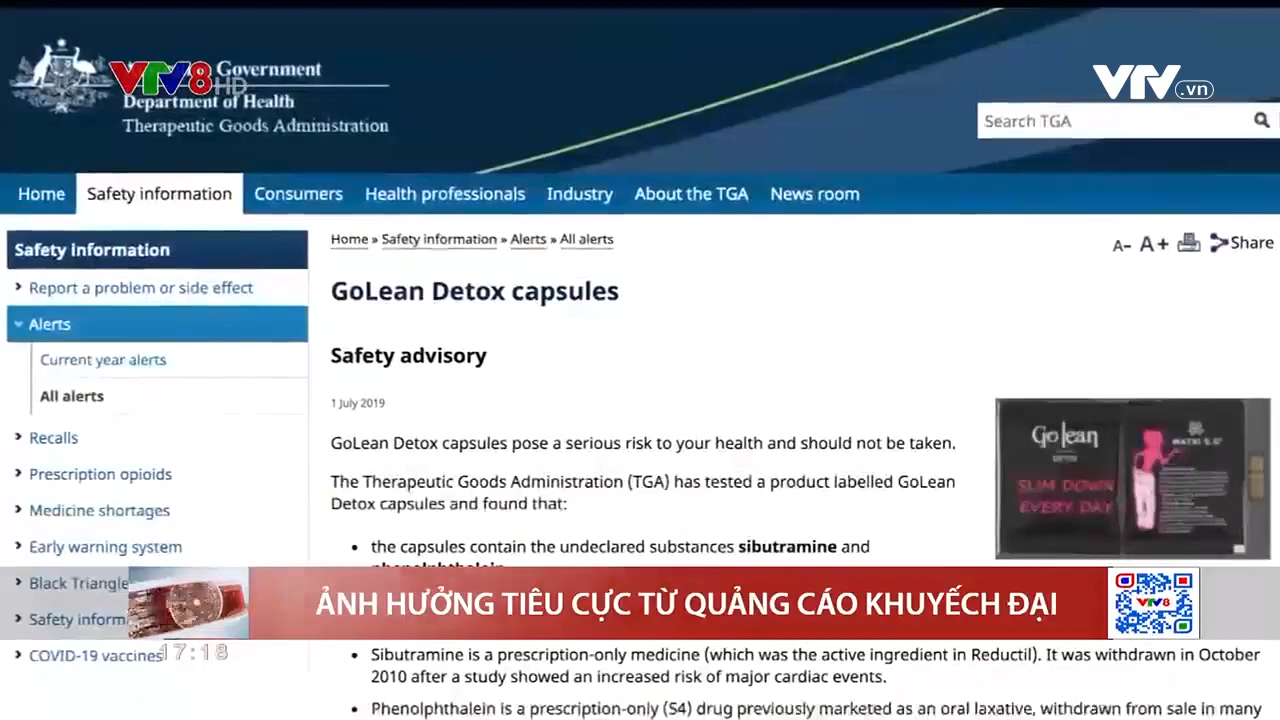 VTV8 HD
Government
Department of Health
Therapeutic Goods Administration
VTV.vn
Search TGA
Home
Safety information
Consumers
Health professionals
Industry
About the TGA
News room
Safety information
Report a problem or side effect
Alerts
Current year alerts
All alerts
Recalls
Prescription opioids
Medicine shortages
Early warning system
Black Triangle
Safety inform
COVID-19 vaccines
Home » Safety information » Alerts » All alerts
A- A+ Share
GoLean Detox capsules
Safety advisory
1 July 2019
GoLean Detox capsules pose a serious risk to your health and should not be taken.
The Therapeutic Goods Administration (TGA) has tested a product labelled GoLean
Detox capsules and found that:
• the capsules contain the undeclared substances sibutramine and
phenolphthalein
Go lean
DETOX
SLIM DOWN
EVERY DAY
ẢNH HƯỞNG TIÊU CỰC TỪ QUẢNG CÁO KHUYẾCH ĐẠI
VTV8
17:18
• Sibutramine is a prescription-only medicine (which was the active ingredient in Reductil). It was withdrawn in October
2010 after a study showed an increased risk of major cardiac events.
• Phenolphthalein is a prescription-only (S4) drug previously marketed as an oral laxative, withdrawn from sale in many